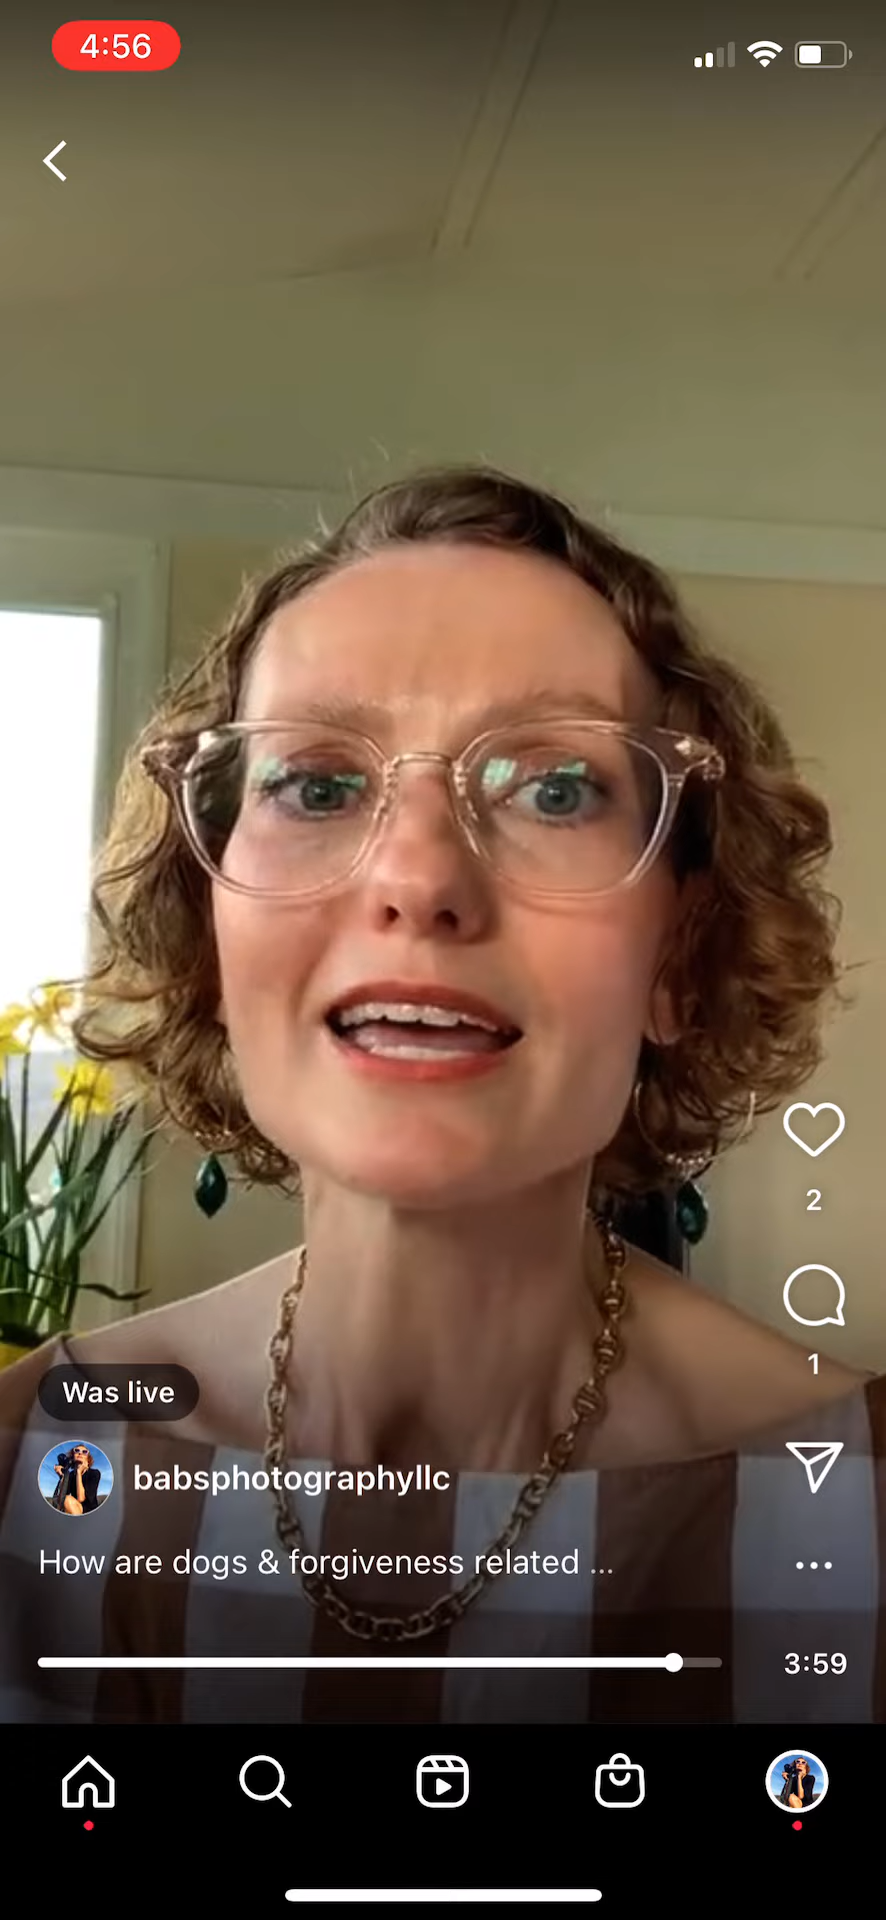 4:56
2
1
Was live
babsphotographyllc
How are dogs & forgiveness related ...
3:59